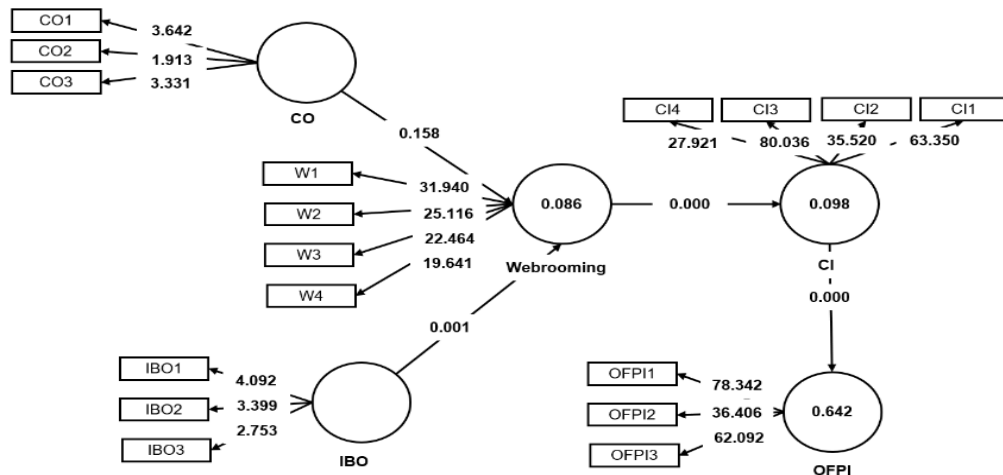 CO1
3.642
CO2
1.913
CO3
3.331
CO
0.158
CI4
CI3
CI2
CI1
27.921
80.036
35.520
63.350
W1
31.940
W2
25.116
W3
22.464
W4
19.641
0.086
Webrooming
0.000
0.098
CI
0.000
0.001
IBO1
4.092
IBO2
3.399
IBO3
2.753
IBO
OFPI1
78.342
OFPI2
36.406
OFPI3
62.092
0.642
OFPI